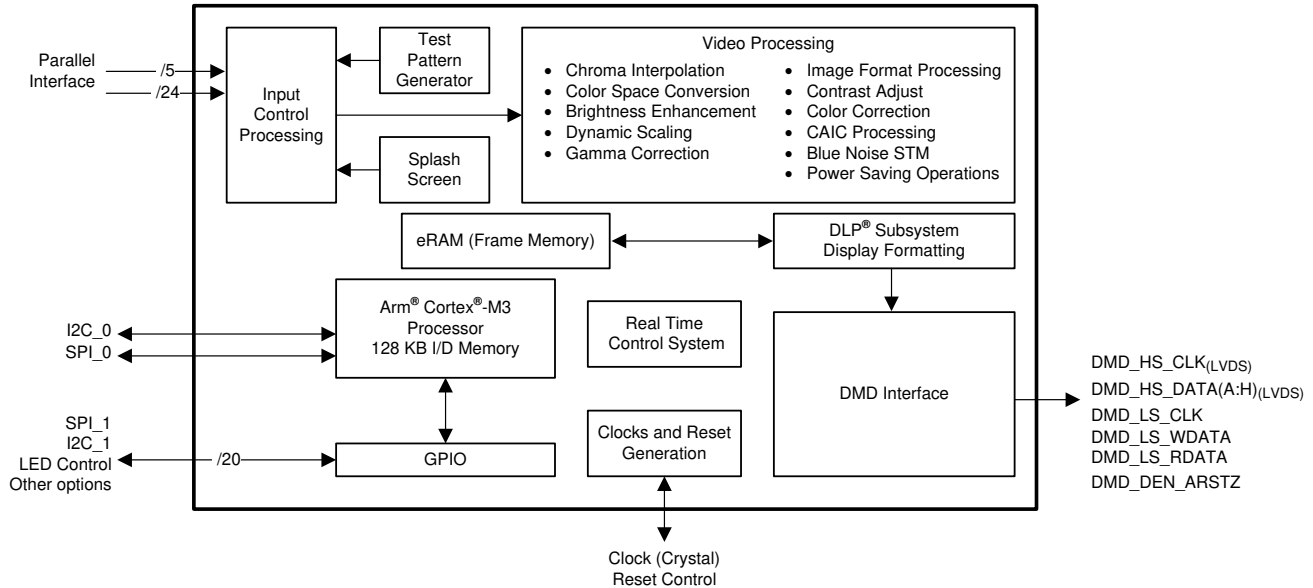 Parallel
Interface
/5
/24
Input
Control
Processing
Test
Pattern
Generator
Splash
Screen
Video Processing
• Chroma Interpolation
• Color Space Conversion
• Brightness Enhancement
• Dynamic Scaling
• Gamma Correction
• Image Format Processing
• Contrast Adjust
• Color Correction
• CAIC Processing
• Blue Noise STM
• Power Saving Operations
eRAM (Frame Memory)
DLP® Subsystem
Display Formatting
I2C_0
SPI_0
Arm® Cortex®-M3
Processor
128 KB I/D Memory
Real Time
Control System
DMD Interface
DMD_HS_CLK(LVDS)
DMD_HS_DATA(A:H)(LVDS)
DMD_LS_CLK
DMD_LS_WDATA
DMD_LS_RDATA
DMD_DEN_ARSTZ
SPI_1
I2C_1
LED Control
Other options
/20
GPIO
Clocks and Reset
Generation
Clock (Crystal)
Reset Control